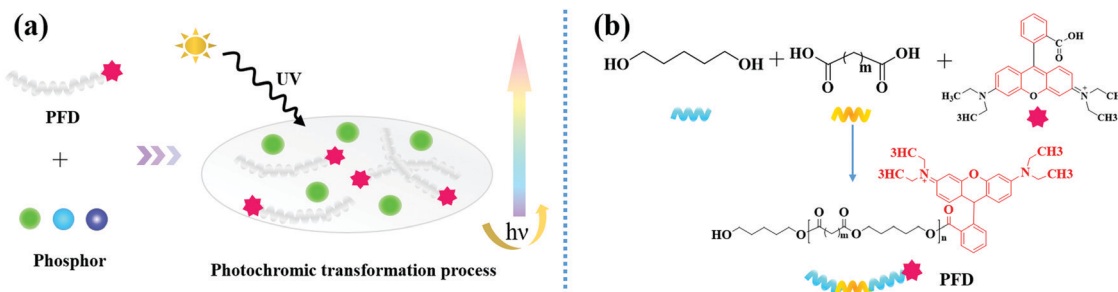 (a)
UV
PFD
+
Phosphor
hν
Photochromic transformation process
(b)
HO OH + HO O m O OH +
O OH
H3C N O N+ CH3
3HC CH3
3HC CH3
3HC N+ O N CH3
HO O [ O m O O O ] n O
PFD